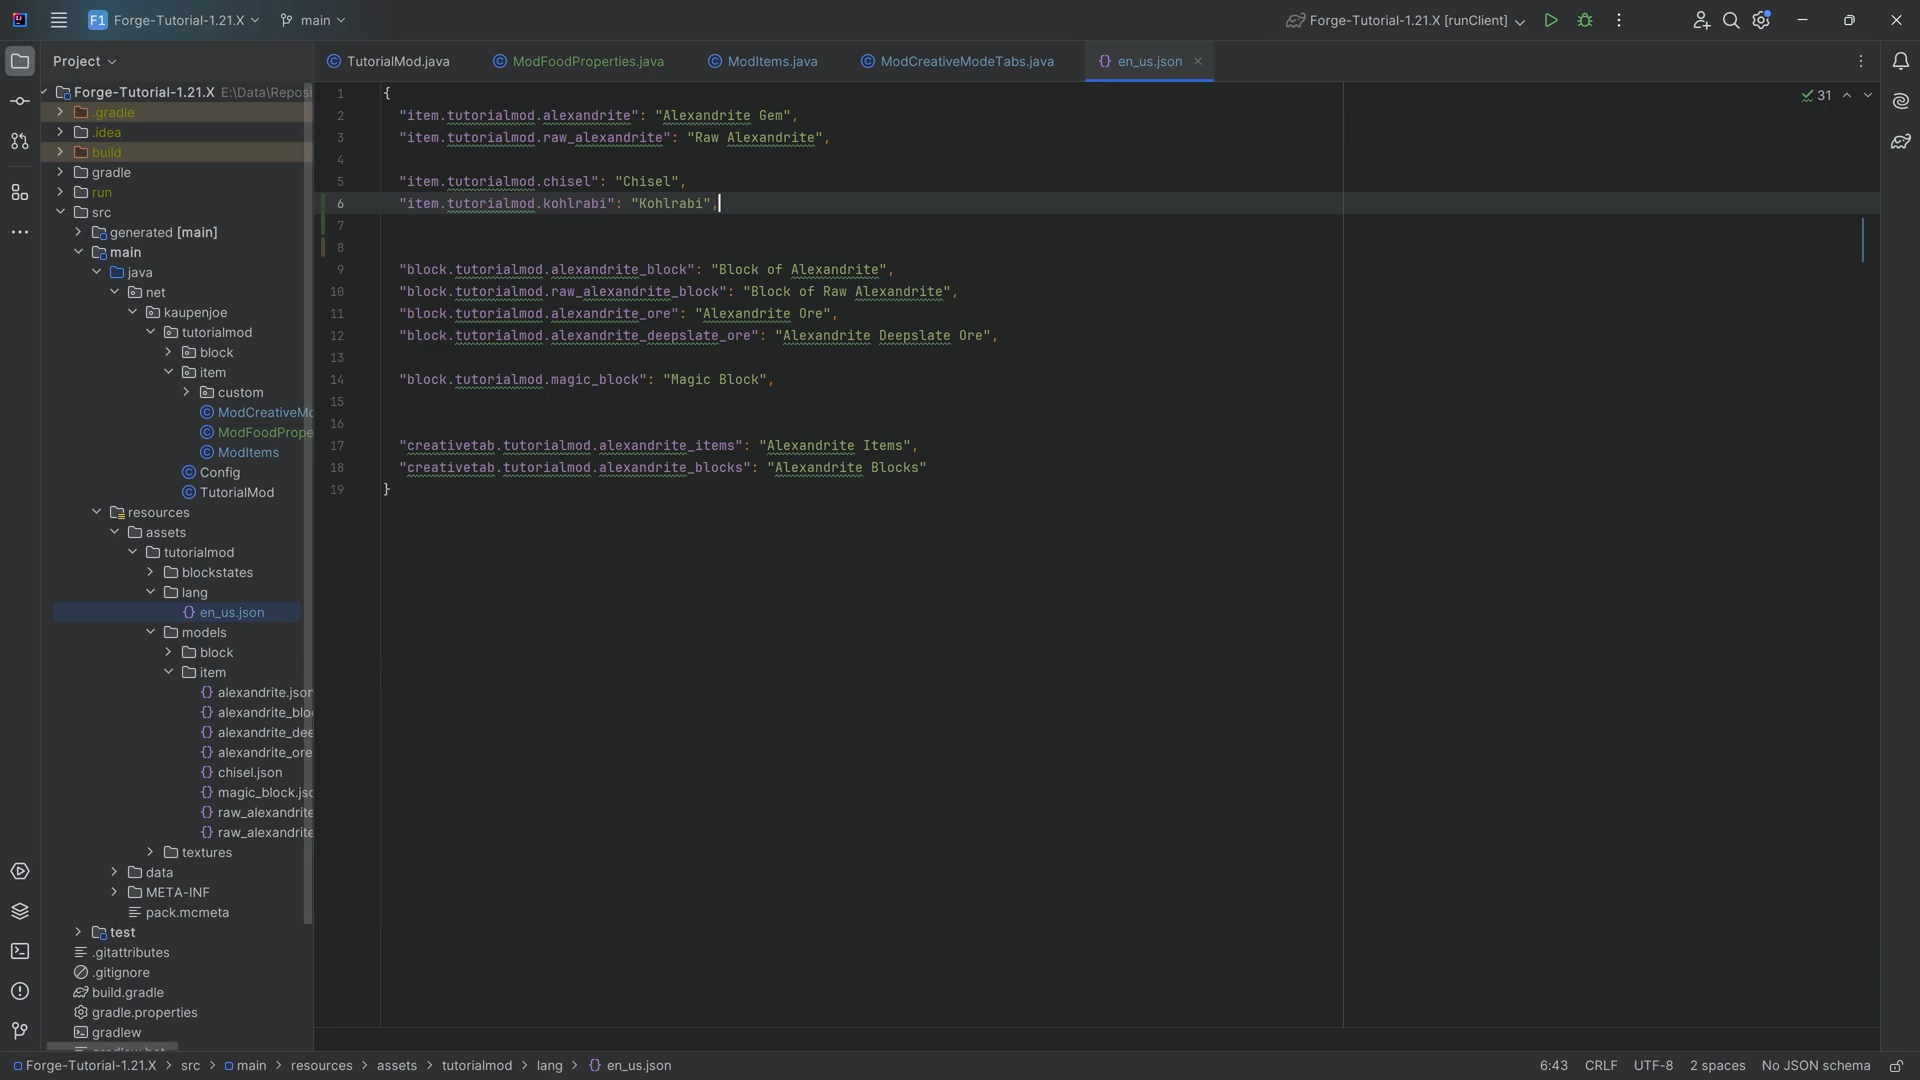 F1 Forge-Tutorial-1.21.X main Forge-Tutorial-1.21.X [runClient]
Project
TutorialMod.java ModFoodProperties.java ModItems.java ModCreativeModeTabs.java {} en_us.json
Forge-Tutorial-1.21.X E:\Data\Reposi
.gradle
.idea
build
gradle
run
src
generated [main]
main
java
net
kaupenjoe
tutorialmod
block
item
custom
ModCreativeMo
ModFoodPrope
ModItems
Config
TutorialMod
resources
assets
tutorialmod
blockstates
lang
{} en_us.json
models
block
item
{} alexandrite.json
{} alexandrite_blo
{} alexandrite_dee
{} alexandrite_ore
{} chisel.json
{} magic_block.jsc
{} raw_alexandrite
{} raw_alexandrite
textures
data
META-INF
pack.mcmeta
test
.gitattributes
.gitignore
build.gradle
gradle.properties
gradlew
31
1 {
2 "item.tutorialmod.alexandrite": "Alexandrite Gem",
3 "item.tutorialmod.raw_alexandrite": "Raw Alexandrite",
4
5 "item.tutorialmod.chisel": "Chisel",
6 "item.tutorialmod.kohlrabi": "Kohlrabi",
7
8
9 "block.tutorialmod.alexandrite_block": "Block of Alexandrite",
10 "block.tutorialmod.raw_alexandrite_block": "Block of Raw Alexandrite",
11 "block.tutorialmod.alexandrite_ore": "Alexandrite Ore",
12 "block.tutorialmod.alexandrite_deepslate_ore": "Alexandrite Deepslate Ore",
13
14 "block.tutorialmod.magic_block": "Magic Block",
15
16
17 "creativetab.tutorialmod.alexandrite_items": "Alexandrite Items",
18 "creativetab.tutorialmod.alexandrite_blocks": "Alexandrite Blocks"
19 }
Forge-Tutorial-1.21.X > src > main > resources > assets > tutorialmod > lang > {} en_us.json 6:43 CRLF UTF-8 2 spaces No JSON schema